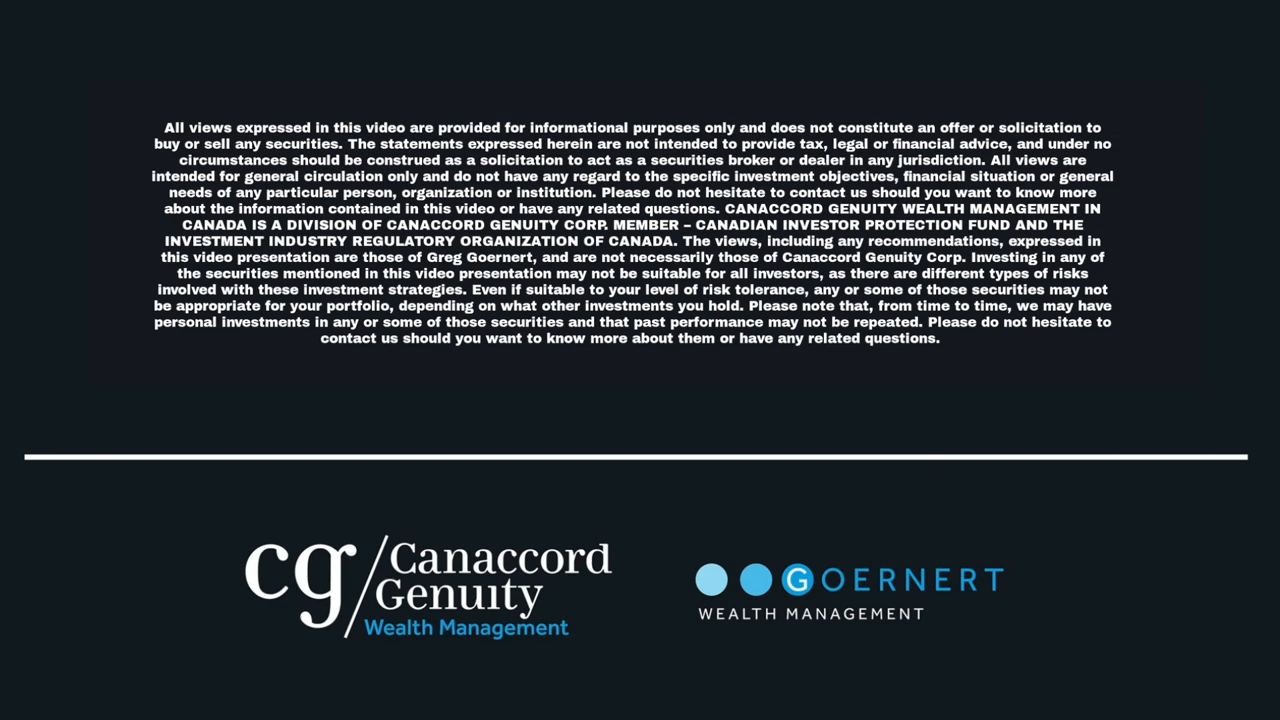 All views expressed in this video are provided for informational purposes only and does not constitute an offer or solicitation to
buy or sell any securities. The statements expressed herein are not intended to provide tax, legal or financial advice, and under no
circumstances should be construed as a solicitation to act as a securities broker or dealer in any jurisdiction. All views are
intended for general circulation only and do not have any regard to the specific investment objectives, financial situation or general
needs of any particular person, organization or institution. Please do not hesitate to contact us should you want to know more
about the information contained in this video or have any related questions. CANACCORD GENUITY WEALTH MANAGEMENT IN
CANADA IS A DIVISION OF CANACCORD GENUITY CORP. MEMBER – CANADIAN INVESTOR PROTECTION FUND AND THE
INVESTMENT INDUSTRY REGULATORY ORGANIZATION OF CANADA. The views, including any recommendations, expressed in
this video presentation are those of Greg Goernert, and are not necessarily those of Canaccord Genuity Corp. Investing in any of
the securities mentioned in this video presentation may not be suitable for all investors, as there are different types of risks
involved with these investment strategies. Even if suitable to your level of risk tolerance, any or some of those securities may not
be appropriate for your portfolio, depending on what other investments you hold. Please note that, from time to time, we may have
personal investments in any or some of those securities and that past performance may not be repeated. Please do not hesitate to
contact us should you want to know more about them or have any related questions.
cg/Canaccord
Genuity
Wealth Management
GOERNERT
WEALTH MANAGEMENT